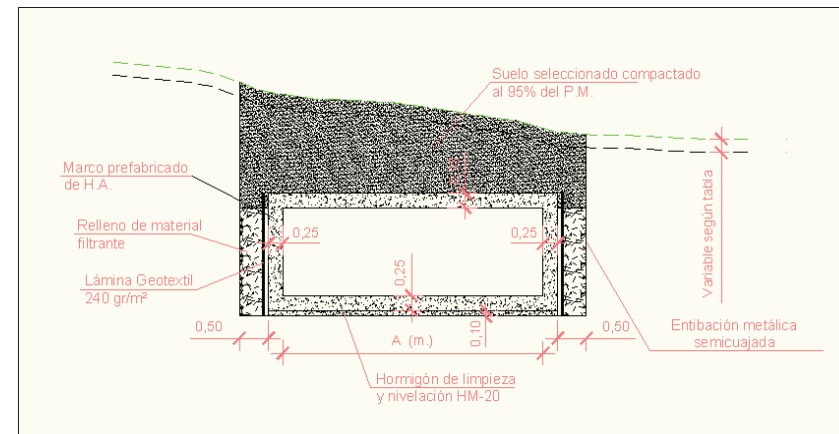 Suelo seleccionado compactado
al 95% del P.M.
Marco prefabricado
de H.A.
Relleno de material
filtrante
Lámina Geotextil
240 gr/m²
0,25
0,25
0,25
0,10
0,50
A (m.)
0,50
Variable según tabla
Entibación metálica
semicuajada
Hormigón de limpieza
y nivelación HM-20